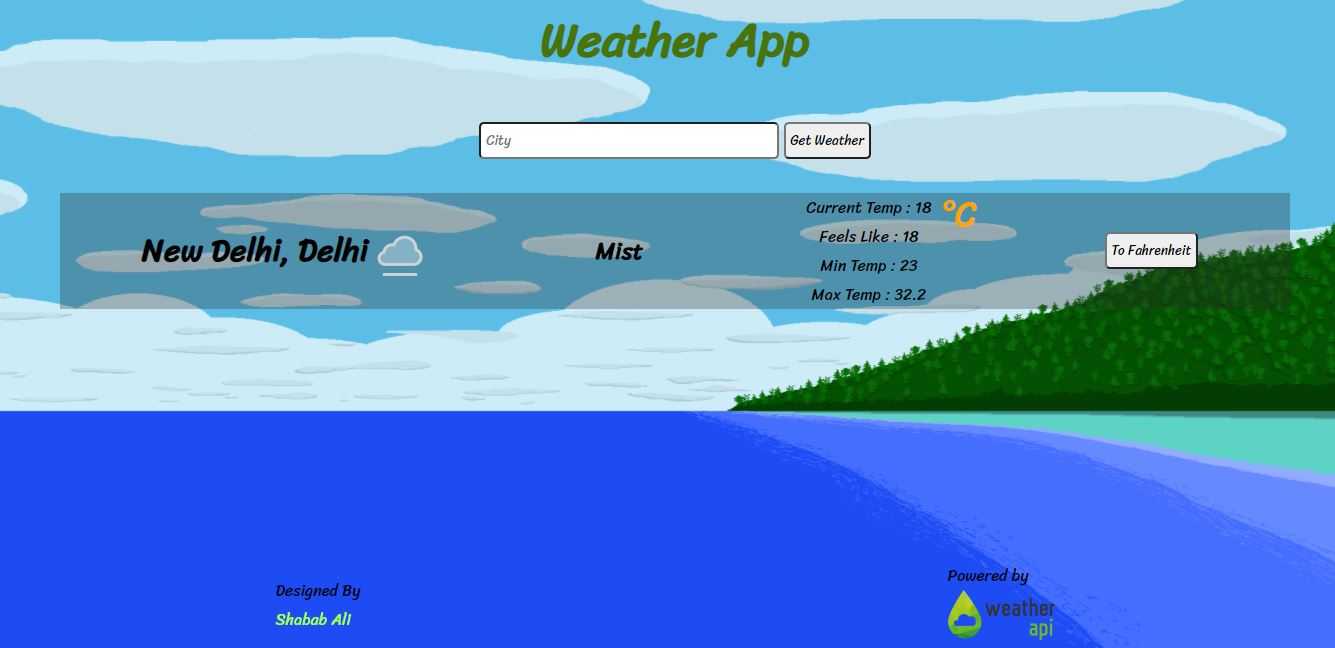 Weather App
City
Get Weather
New Delhi, Delhi
Mist
Current Temp : 18 °C
Feels Like : 18
Min Temp : 23
Max Temp : 32.2
To Fahrenheit
Designed By
Shabab AlI
Powered by
weather
api